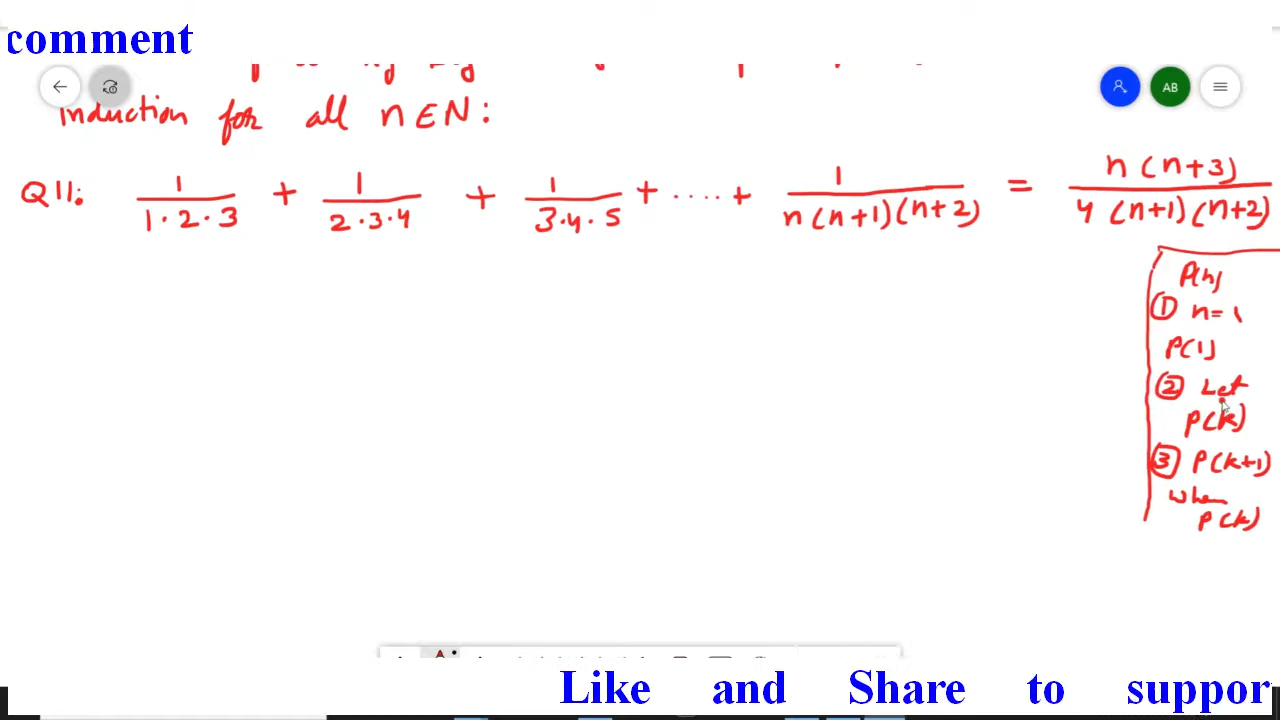 comment
induction for all n ∈ N :
AB
Q11: 1/(1·2·3) + 1/(2·3·4) + 1/(3·4·5) + ····· + 1/(n(n+1)(n+2)) = n(n+3)/(4(n+1)(n+2))
P(n)
① n = 1
P(1)
② Let
P(k)
③ P(k+1)
when
P(k)
Like and Share to suppor